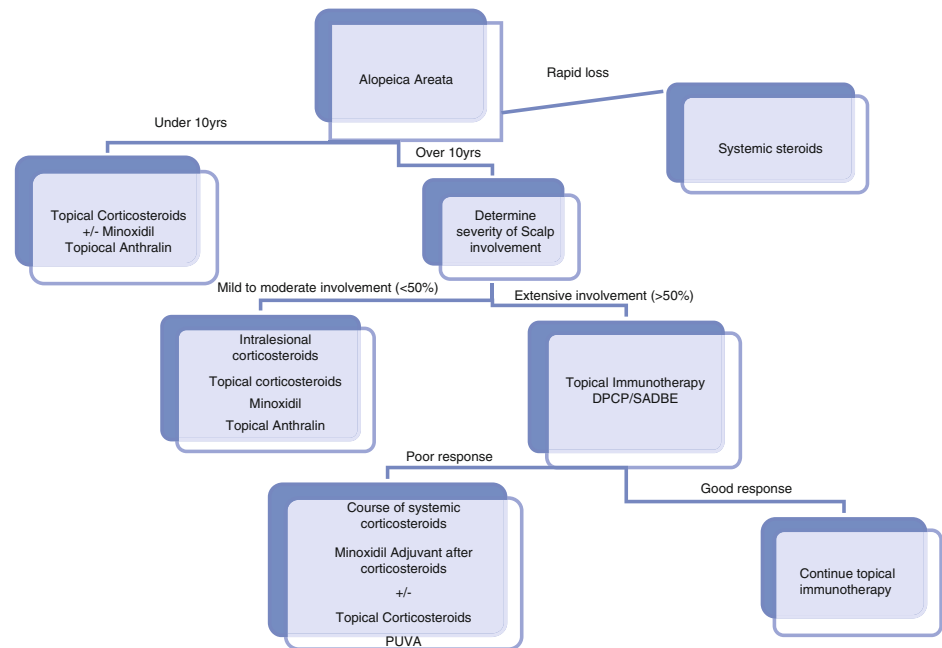 Alopeica Areata
Rapid loss
Systemic steroids
Under 10yrs
Over 10yrs
Topical Corticosteroids
+/- Minoxidil
Topiocal Anthralin
Determine
severity of Scalp
involvement
Mild to moderate involvement (<50%)
Extensive involvement (>50%)
Intralesional
corticosteroids
Topical corticosteroids
Minoxidil
Topical Anthralin
Topical Immunotherapy
DPCP/SADBE
Poor response
Good response
Course of systemic
corticosteroids
Minoxidil Adjuvant after
corticosteroids
+/-
Topical Corticosteroids
PUVA
Continue topical
immunotherapy